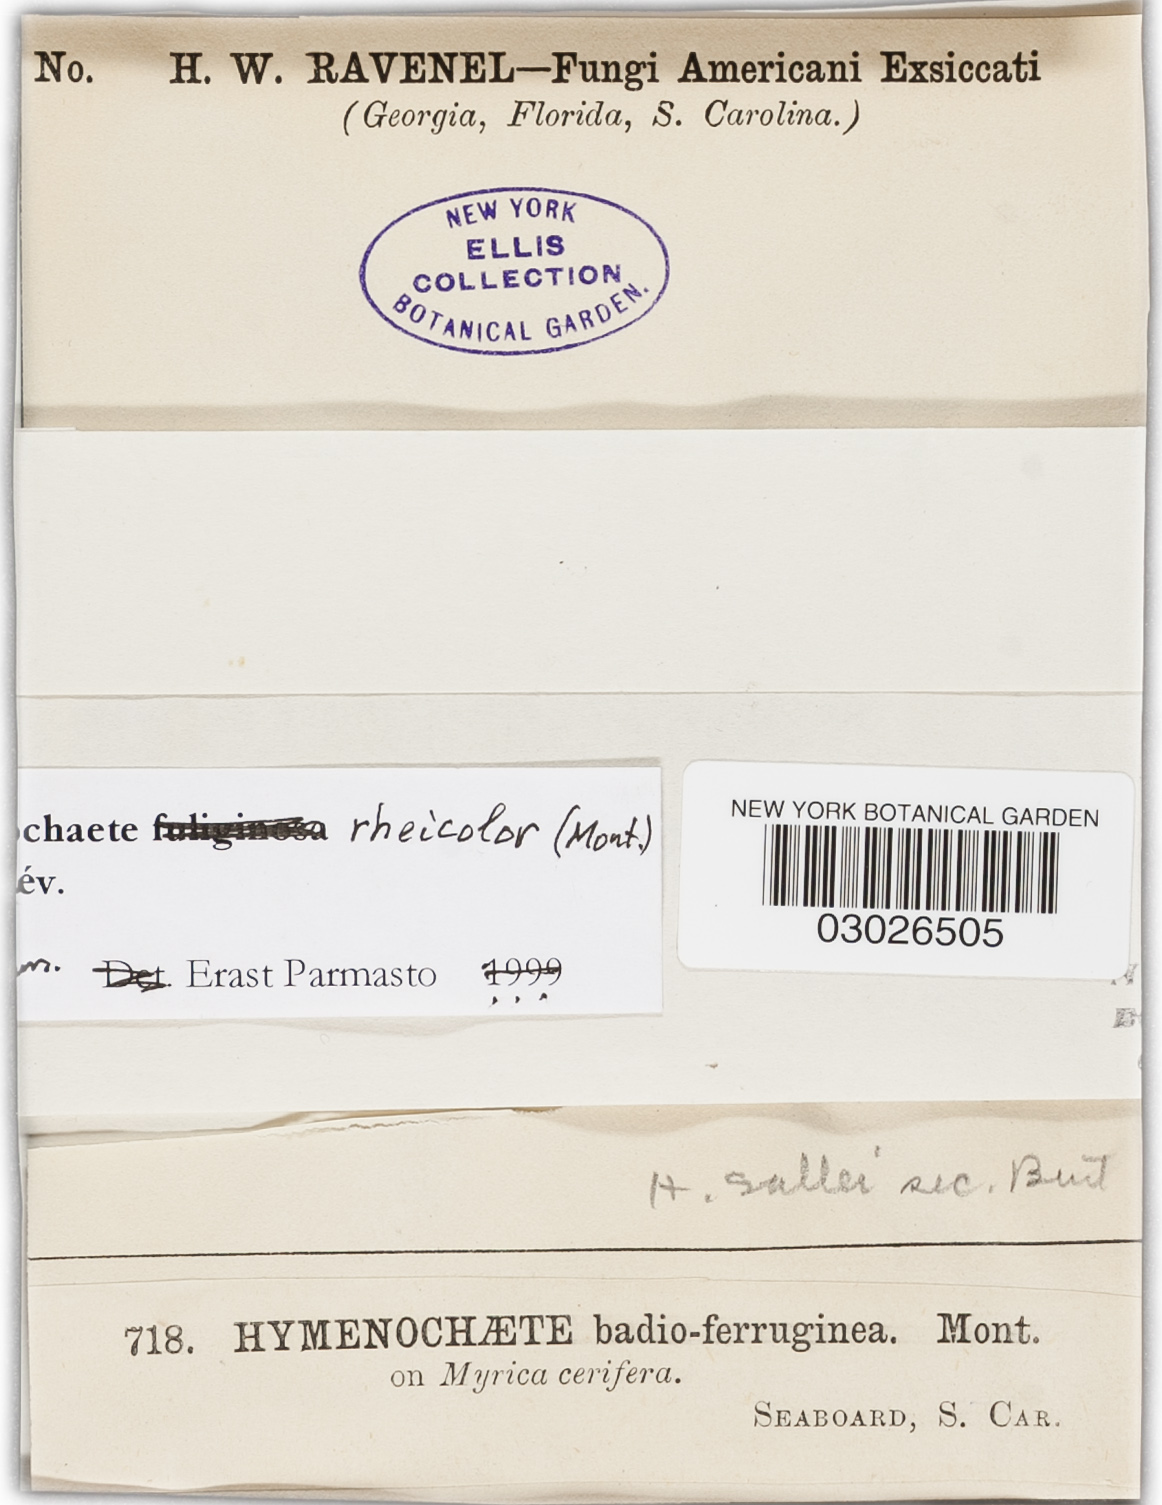 No. H. W. RAVENEL—Fungi Americani Exsiccati
(Georgia, Florida, S. Carolina.)
NEW YORK
ELLIS
COLLECTION
BOTANICAL GARDEN.
chaete fuliginosa rheicolor (Mont.)
év.
m. Det. Erast Parmasto 1999
NEW YORK BOTANICAL GARDEN
03026505
H. sallei sec. Burt
718. HYMENOCHÆTE badio-ferruginea. Mont.
on Myrica cerifera.
SEABOARD, S. CAR.